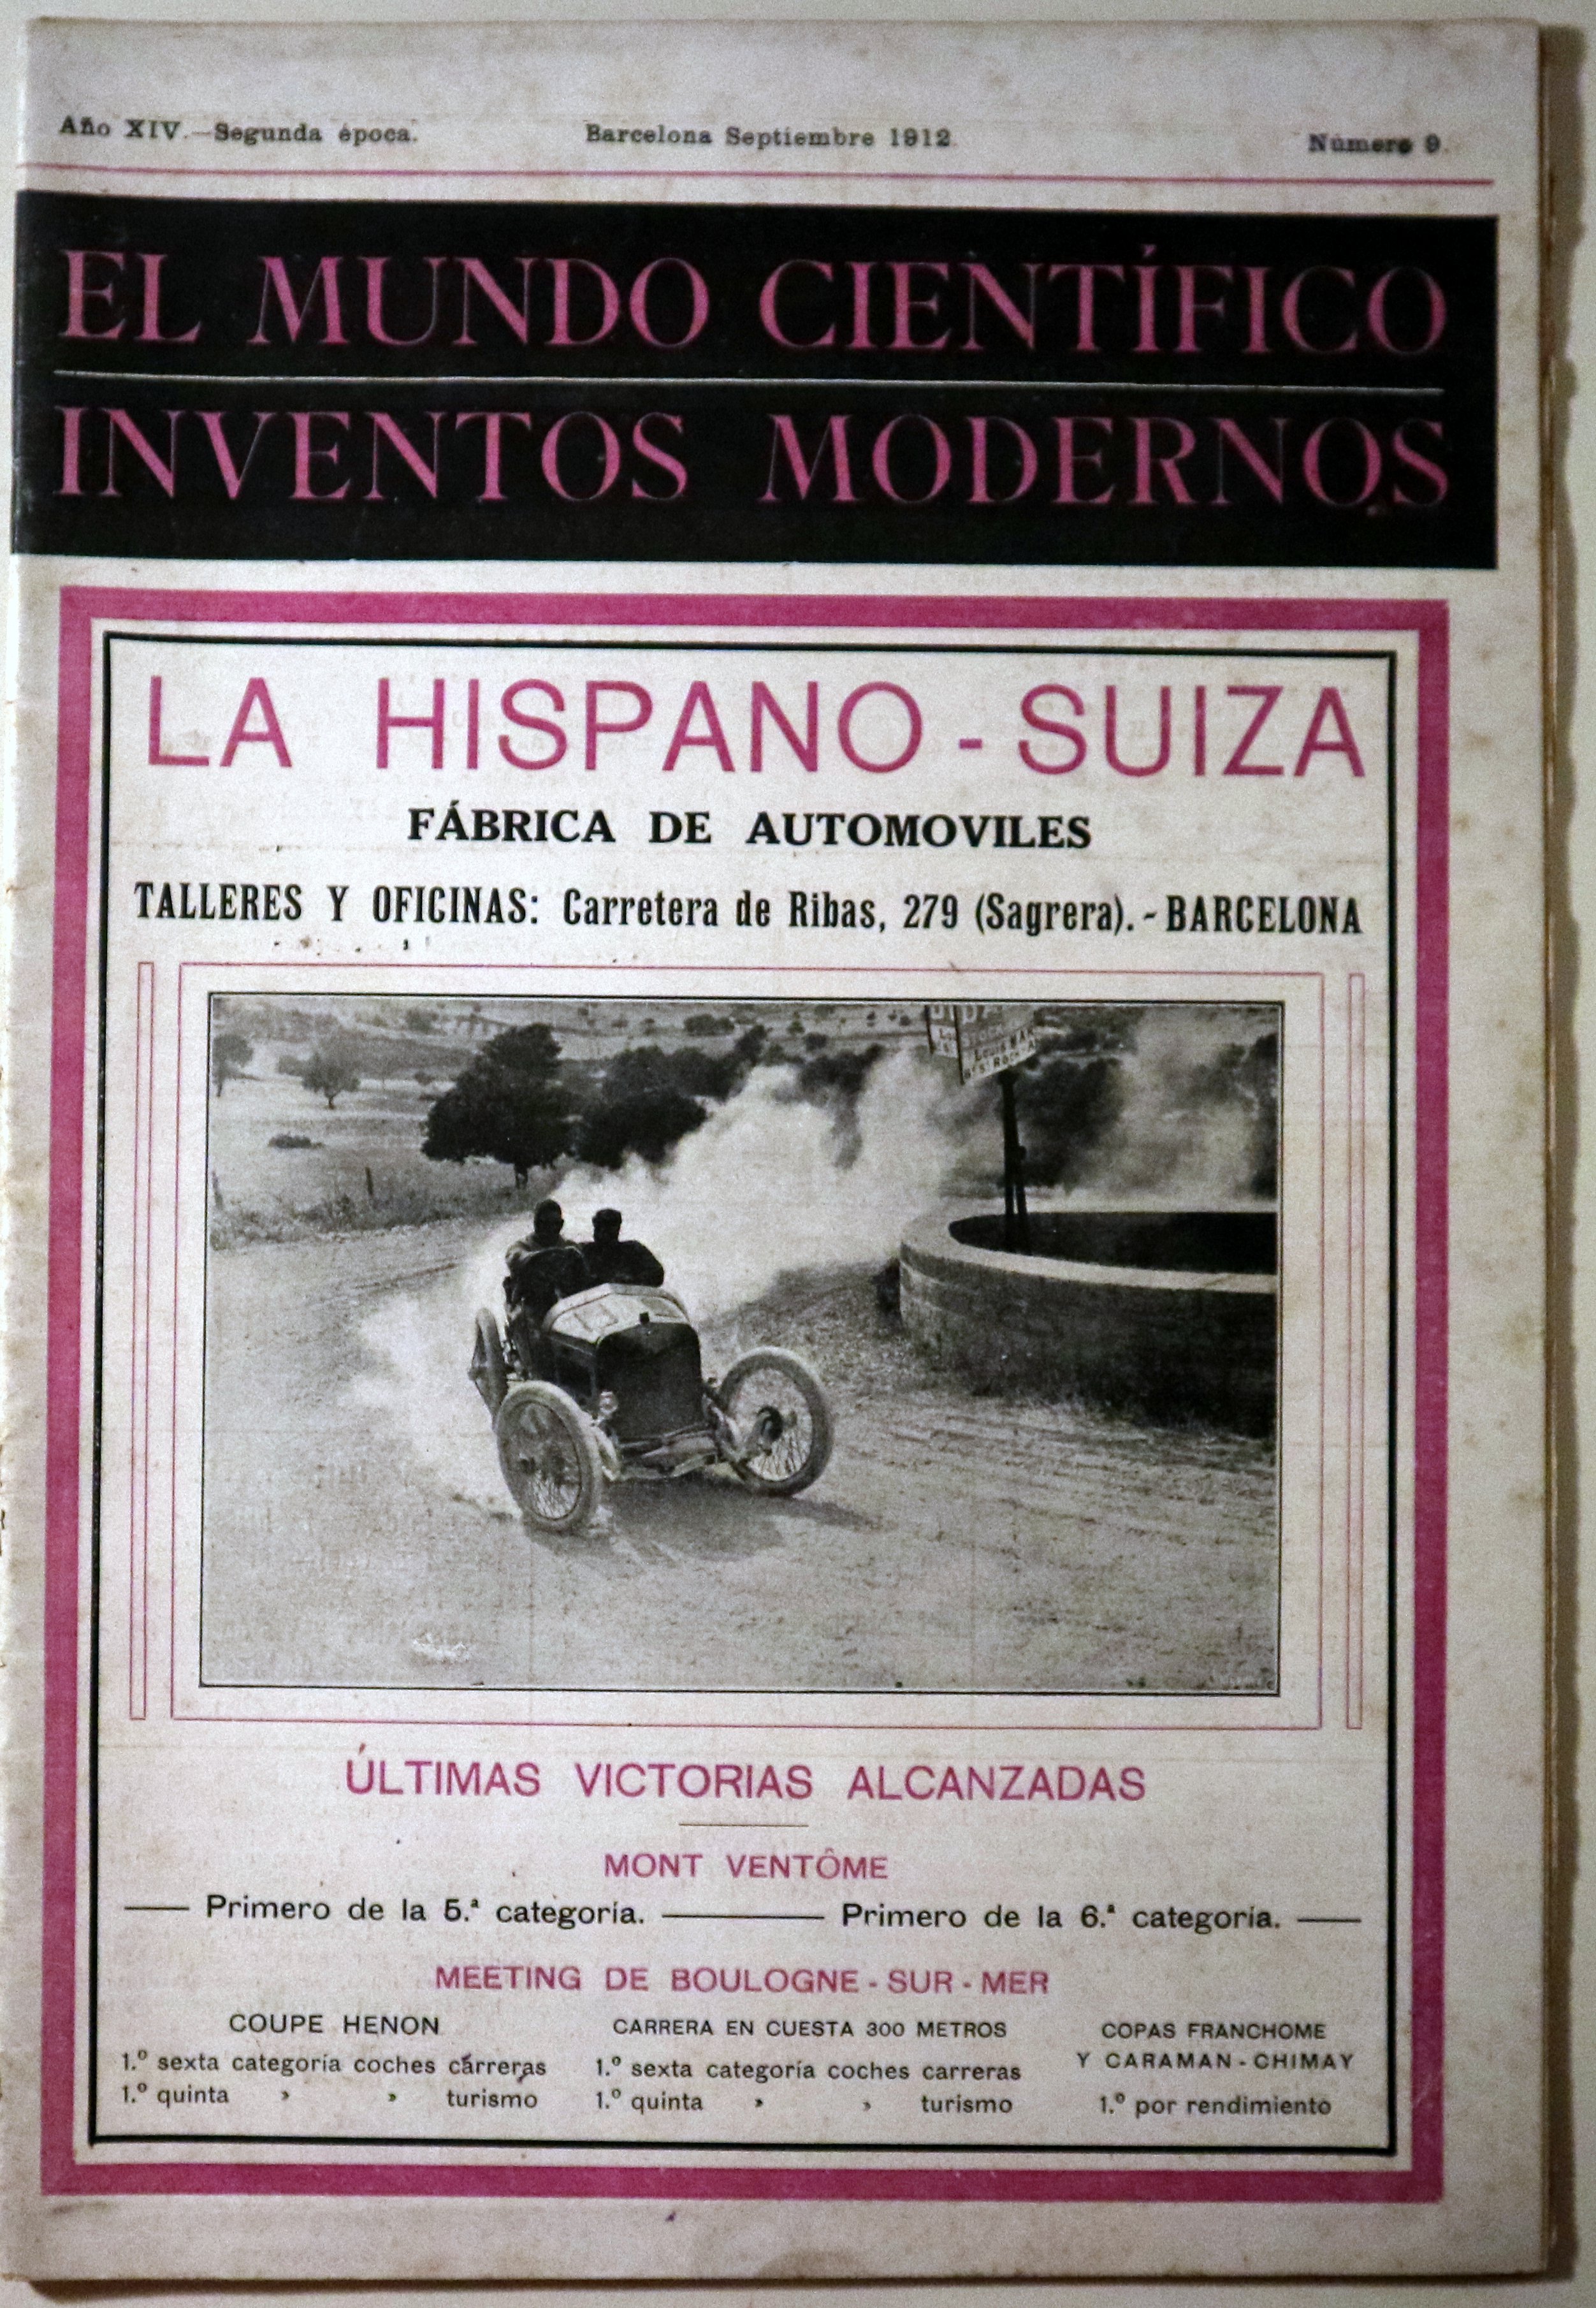 Año XIV.—Segunda época.
Barcelona Septiembre 1912.
Número 9.
EL MUNDO CIENTÍFICO
INVENTOS MODERNOS
LA HISPANO - SUIZA
FÁBRICA DE AUTOMOVILES
TALLERES Y OFICINAS: Carretera de Ribas, 279 (Sagrera). - BARCELONA
ÚLTIMAS VICTORIAS ALCANZADAS
MONT VENTÔME
Primero de la 5.ª categoría.
Primero de la 6.ª categoría.
MEETING DE BOULOGNE - SUR - MER
COUPE HENON
1.º sexta categoría coches carreras
1.º quinta » » turismo
CARRERA EN CUESTA 300 METROS
1.º sexta categoría coches carreras
1.º quinta » » turismo
COPAS FRANCHOME
Y CARAMAN - CHIMAY
1.º por rendimiento